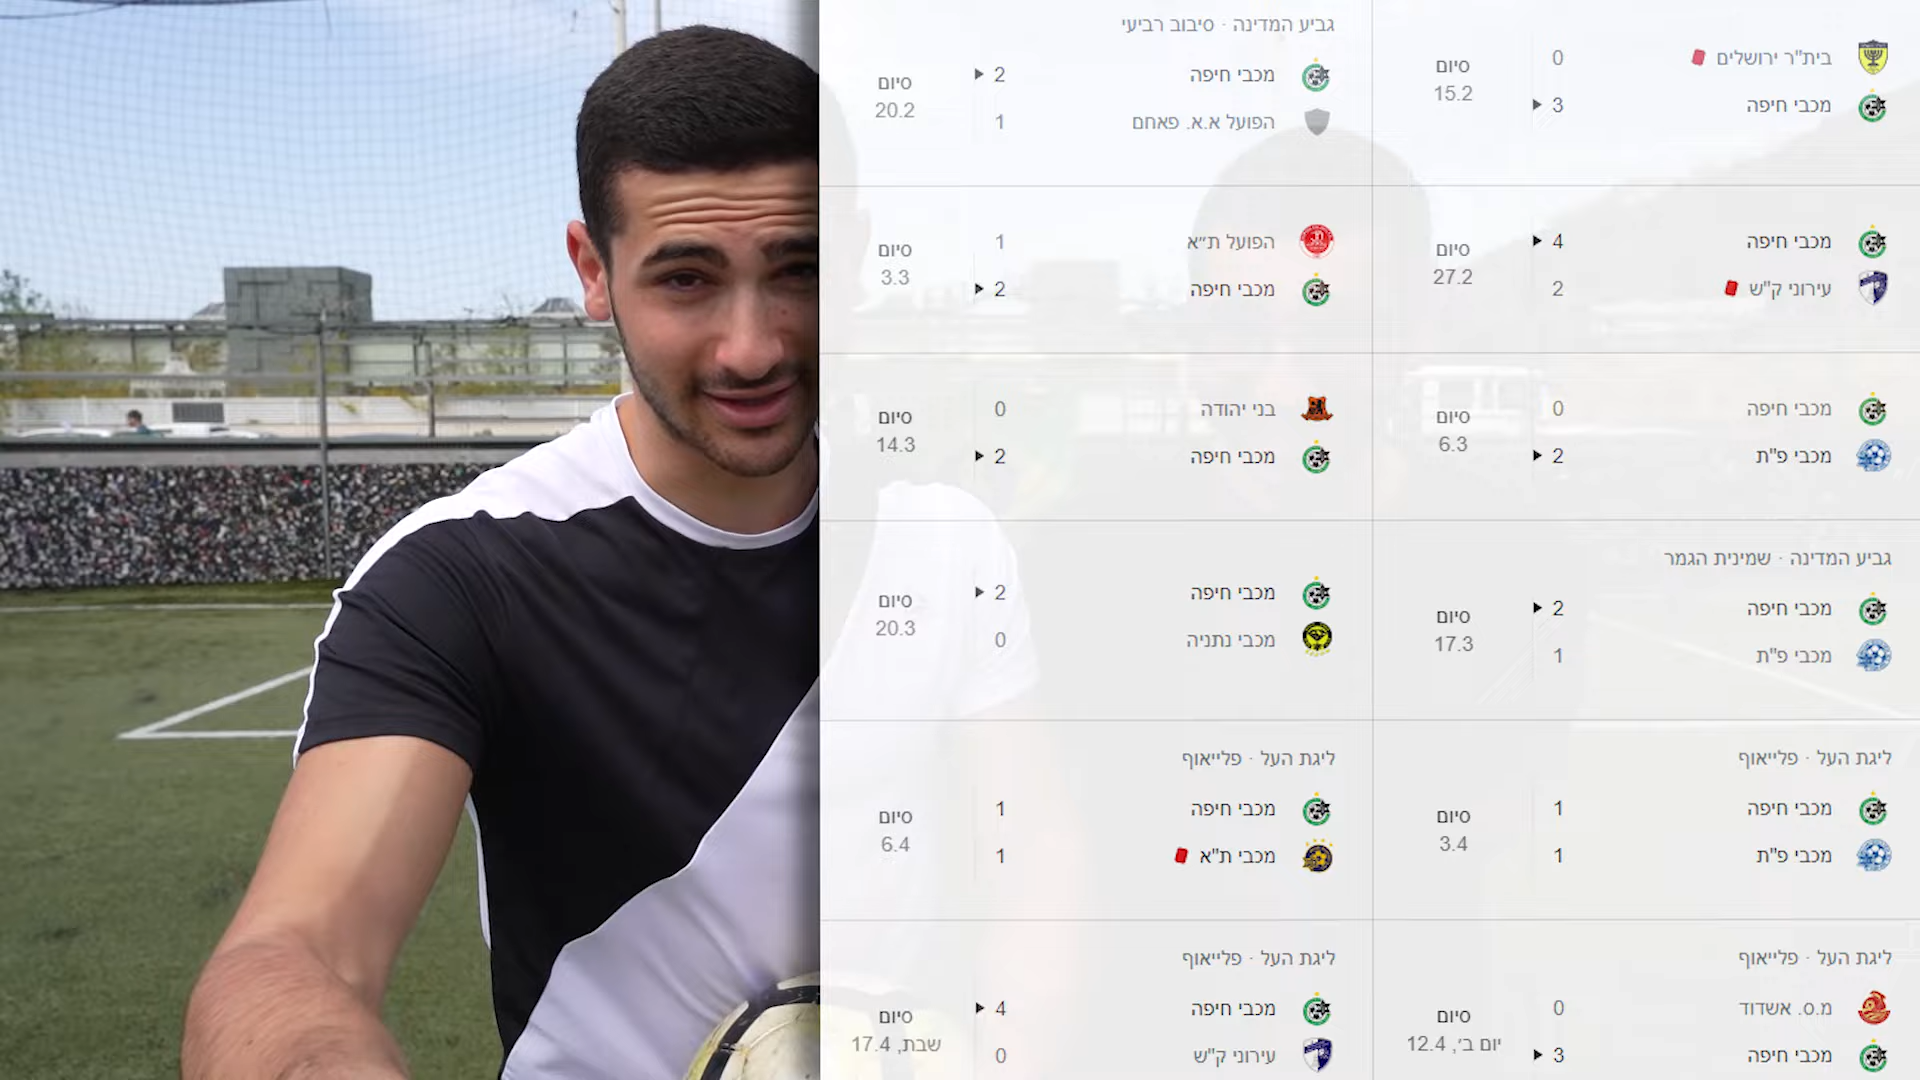 בית"ר ירושלים 0
מכבי חיפה 3
סיום
15.2
גביע המדינה · סיבוב רביעי
מכבי חיפה 2
הפועל א.א. פאחם 1
סיום
20.2
מכבי חיפה 4
עירוני ק"ש 2
סיום
27.2
הפועל ת״א 1
מכבי חיפה 2
סיום
3.3
מכבי חיפה 0
מכבי פ"ת 2
סיום
6.3
בני יהודה 0
מכבי חיפה 2
סיום
14.3
גביע המדינה · שמינית הגמר
מכבי חיפה 2
מכבי פ"ת 1
סיום
17.3
מכבי חיפה 2
מכבי נתניה 0
סיום
20.3
ליגת העל · פלייאוף
מכבי חיפה 1
מכבי פ"ת 1
סיום
3.4
ליגת העל · פלייאוף
מכבי חיפה 1
מכבי ת"א 1
סיום
6.4
ליגת העל · פלייאוף
מ.ס. אשדוד 0
מכבי חיפה 3
סיום
יום ב׳, 12.4
ליגת העל · פלייאוף
מכבי חיפה 4
עירוני ק"ש 0
סיום
שבת, 17.4